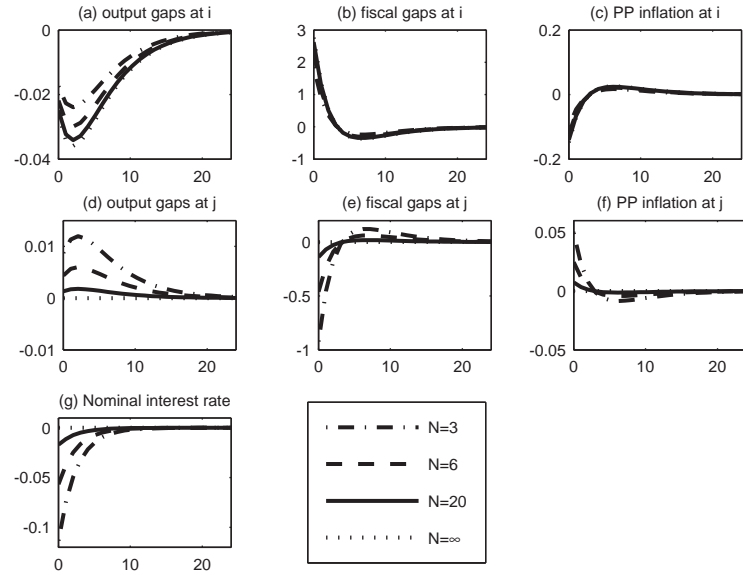 (a) output gaps at i
(b) fiscal gaps at i
(c) PP inflation at i
0
-0.02
-0.04
0 10 20
3
2
1
0
-1
0 10 20
0.2
0
-0.2
0 10 20
(d) output gaps at j
(e) fiscal gaps at j
(f) PP inflation at j
0.01
0
-0.01
0 10 20
0
-0.5
-1
0 10 20
0.05
0
-0.05
0 10 20
(g) Nominal interest rate
0
-0.05
-0.1
0 10 20
N=3
N=6
N=20
N=∞